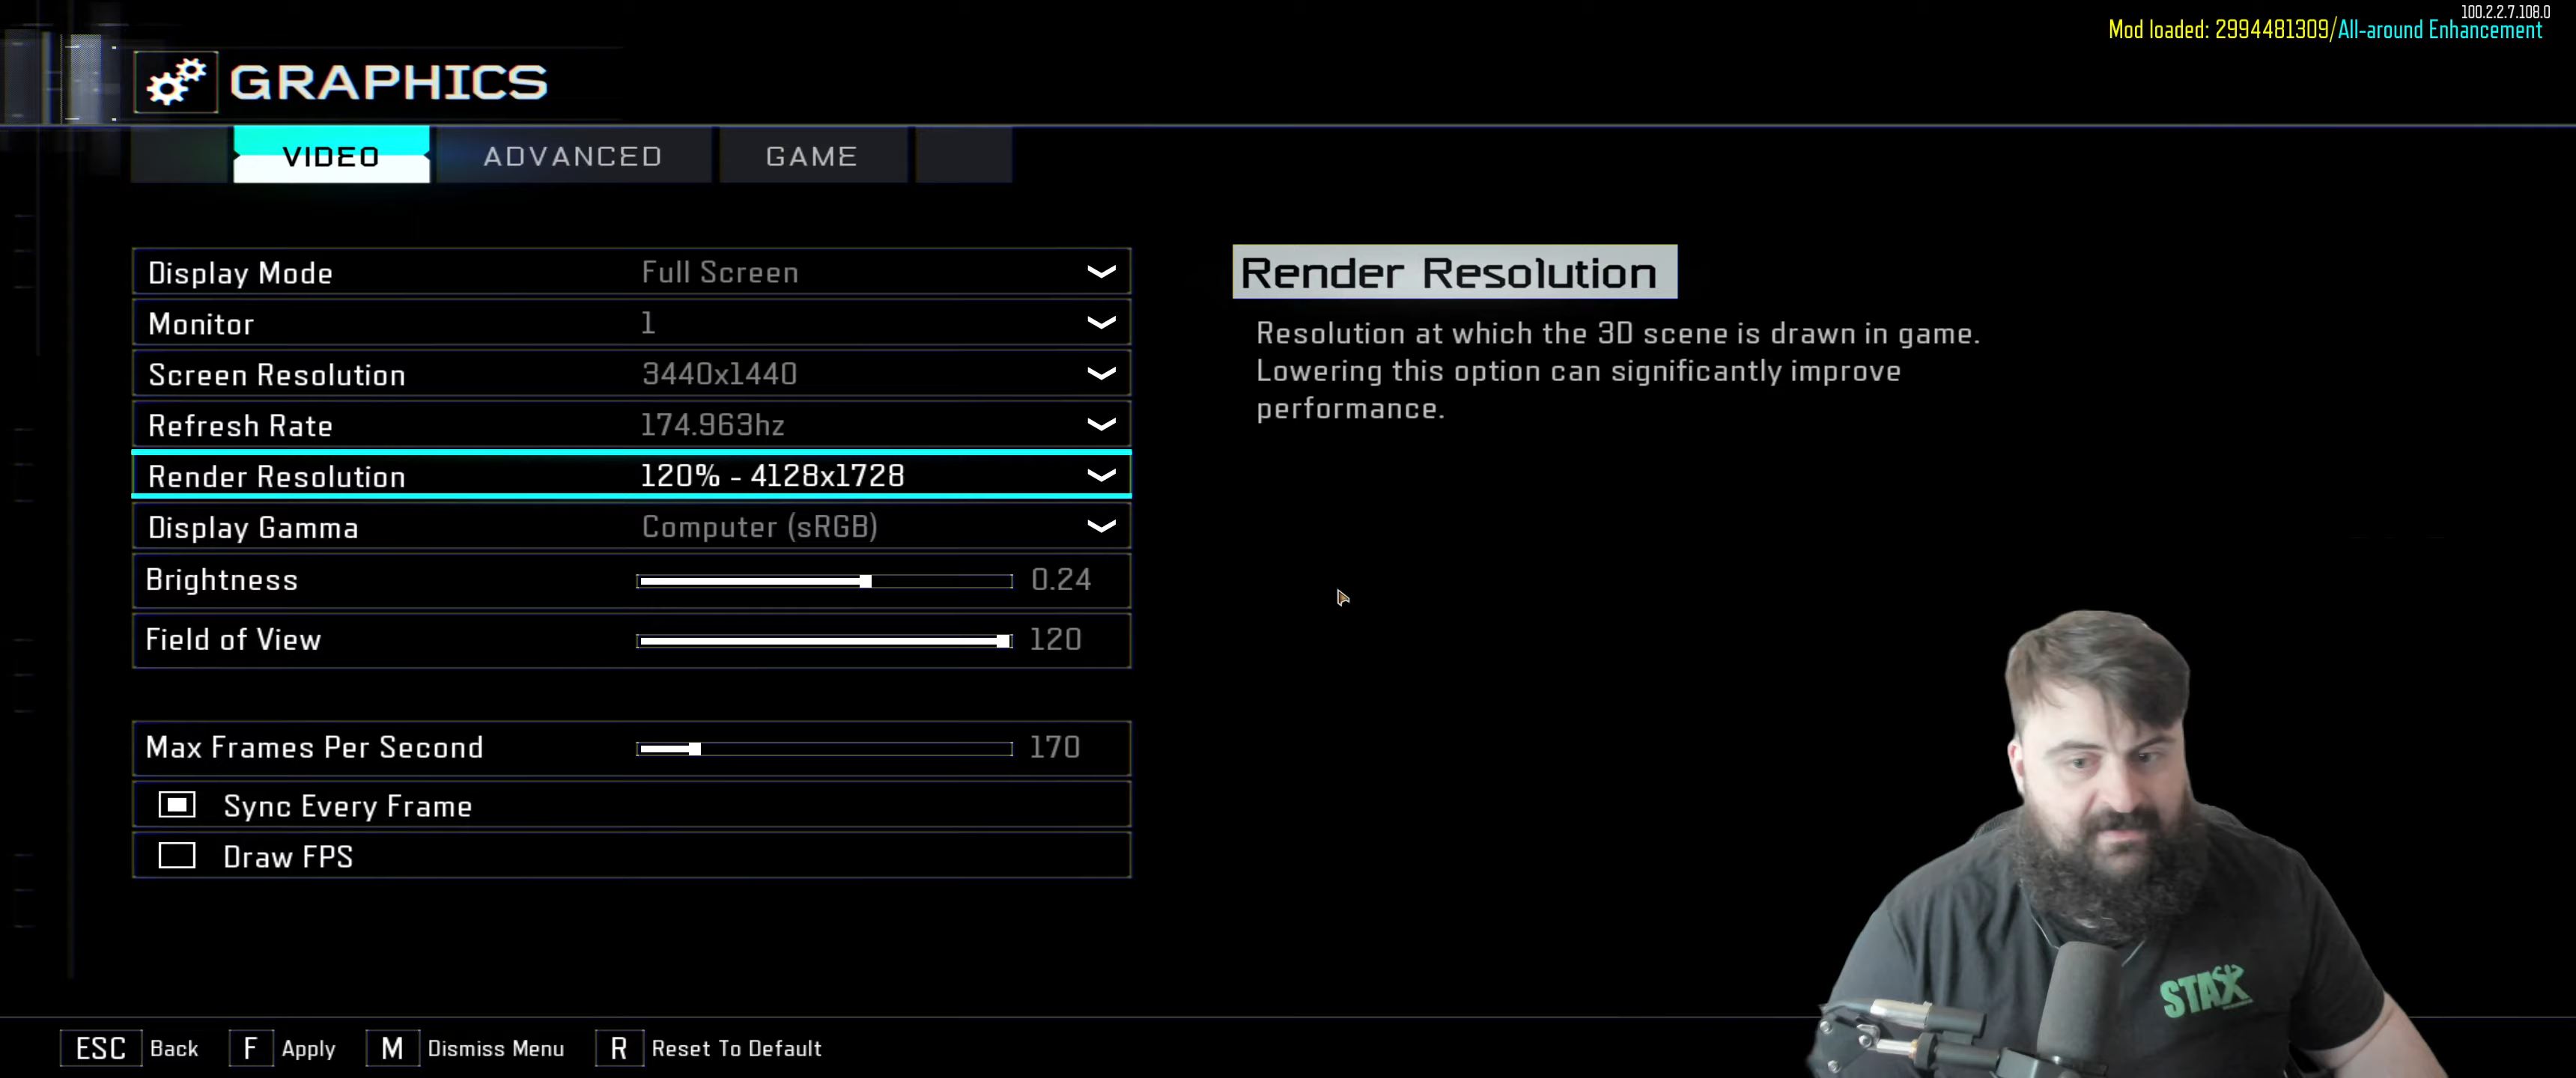 100.2.2.7.108.0
Mod loaded: 2994481309/All-around Enhancement
GRAPHICS
VIDEO ADVANCED GAME
Display Mode Full Screen
Monitor 1
Screen Resolution 3440x1440
Refresh Rate 174.963hz
Render Resolution 120% - 4128x1728
Display Gamma Computer (sRGB)
Brightness 0.24
Field of View 120
Max Frames Per Second 170
Sync Every Frame
Draw FPS
Render Resolution
Resolution at which the 3D scene is drawn in game.
Lowering this option can significantly improve
performance.
STAX
ESC Back F Apply M Dismiss Menu R Reset To Default